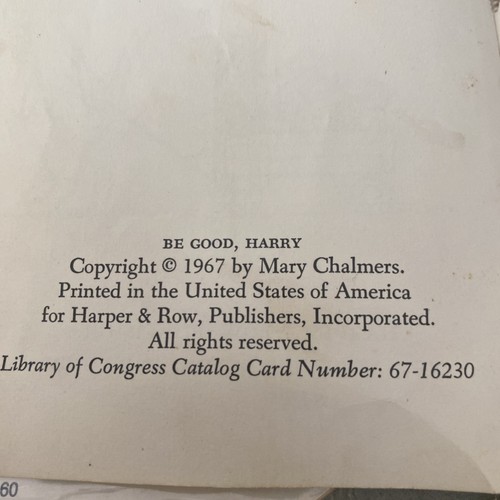 BE GOOD, HARRY
Copyright © 1967 by Mary Chalmers.
Printed in the United States of America
for Harper & Row, Publishers, Incorporated.
All rights reserved.
Library of Congress Catalog Card Number: 67-16230
60